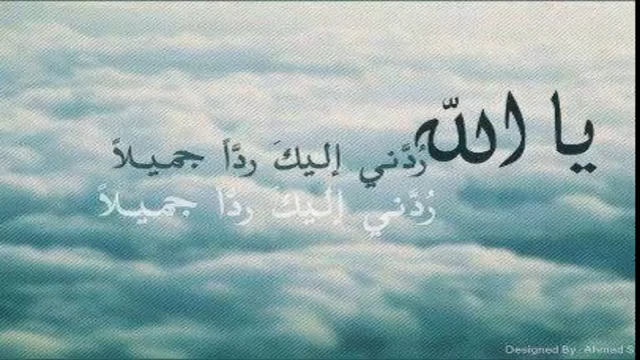 يا الله
رُدَّني إليكَ ردَّاً جميلاً
رُدَّني إليكَ ردَّاً جميلاً
Designed By : Ahmed S